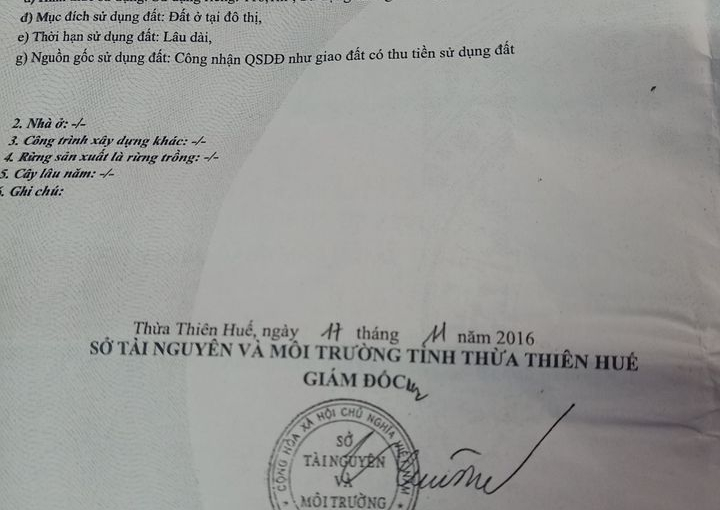 đ) Mục đích sử dụng đất: Đất ở tại đô thị,
e) Thời hạn sử dụng đất: Lâu dài,
g) Nguồn gốc sử dụng đất: Công nhận QSDĐ như giao đất có thu tiền sử dụng đất
2. Nhà ở: -/-
3. Công trình xây dựng khác: -/-
4. Rừng sản xuất là rừng trồng: -/-
5. Cây lâu năm: -/-
6. Ghi chú:
Thừa Thiên Huế, ngày 17 tháng 11 năm 2016
SỞ TÀI NGUYÊN VÀ MÔI TRƯỜNG TỈNH THỪA THIÊN HUẾ
GIÁM ĐỐC
CỘNG HÒA XÃ HỘI CHỦ NGHĨA VIỆT NAM
SỞ
TÀI NGUYÊN
VÀ
MÔI TRƯỜNG